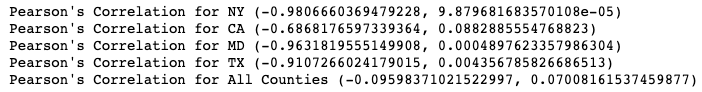 Pearson's Correlation for NY (-0.9806660369479228, 9.879681683570108e-05)
Pearson's Correlation for CA (-0.6868176597339364, 0.0882885554768823)
Pearson's Correlation for MD (-0.9631819555149908, 0.0004897623357986304)
Pearson's Correlation for TX (-0.9107266024179015, 0.004356785826686513)
Pearson's Correlation for All Counties (-0.09598371021522997, 0.07008161537459877)